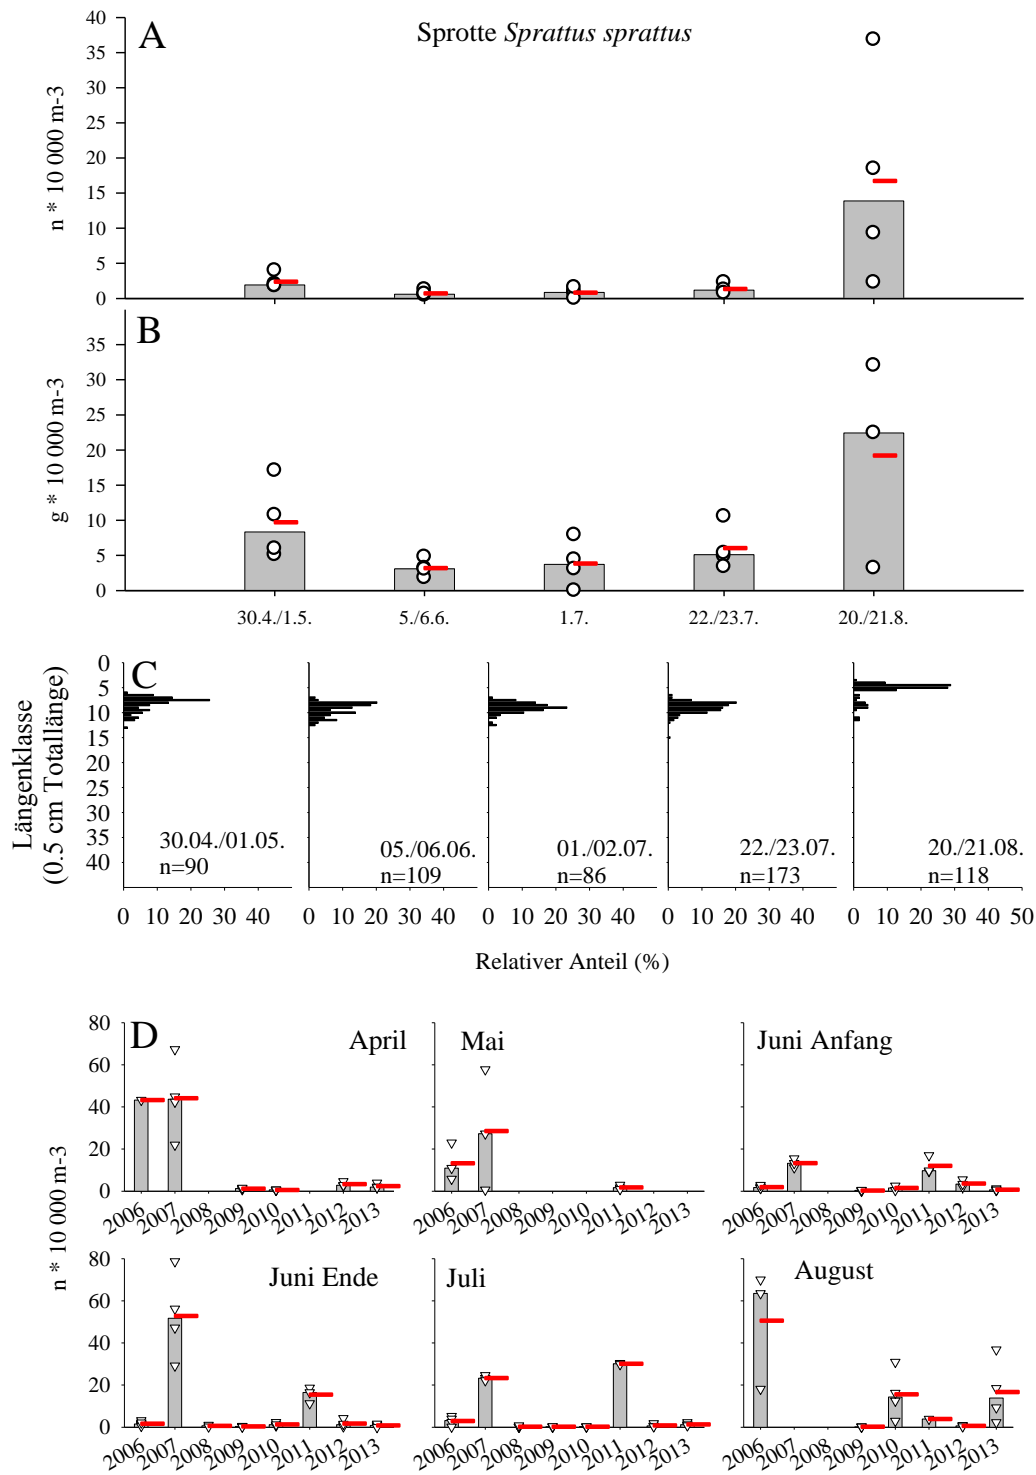 A
Sprotte Sprattus sprattus
n * 10 000 m-3
40
35
30
25
20
15
10
5
0
B
g * 10 000 m-3
35
30
25
20
15
10
5
0
30.4./1.5.
5./6.6.
1.7.
22./23.7.
20./21.8.
C
Längenklasse
(0.5 cm Totallänge)
0
5
10
15
20
25
30
35
40
30.04./01.05.
n=90
05./06.06.
n=109
01./02.07.
n=86
22./23.07.
n=173
20./21.08.
n=118
0 10 20 30 40
0 10 20 30 40
0 10 20 30 40
0 10 20 30 40
0 10 20 30 40 50
Relativer Anteil (%)
D
n * 10 000 m-3
80
60
40
20
0
April
2006 2007 2008 2009 2010 2011 2012 2013
Mai
2006 2007 2008 2009 2010 2011 2012 2013
Juni Anfang
2006 2007 2008 2009 2010 2011 2012 2013
80
60
40
20
0
Juni Ende
2006 2007 2008 2009 2010 2011 2012 2013
Juli
2006 2007 2008 2009 2010 2011 2012 2013
August
2006 2007 2008 2009 2010 2011 2012 2013